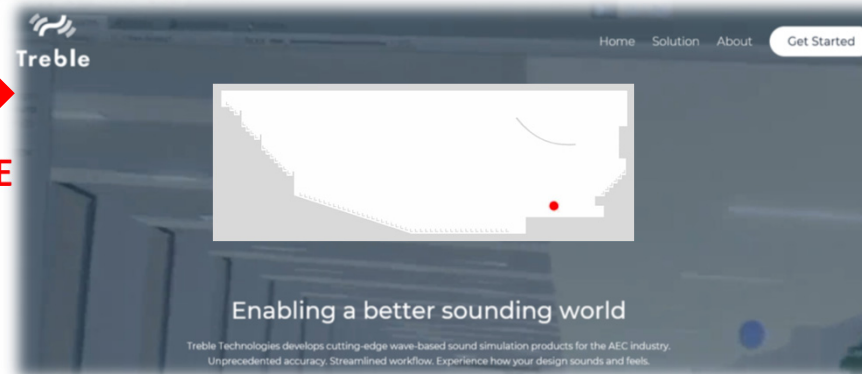 Treble
Home Solution About Get Started
E
Enabling a better sounding world
Treble Technologies develops cutting-edge wave-based sound simulation products for the AEC industry.
Unprecedented accuracy. Streamlined workflow. Experience how your design sounds and feels.